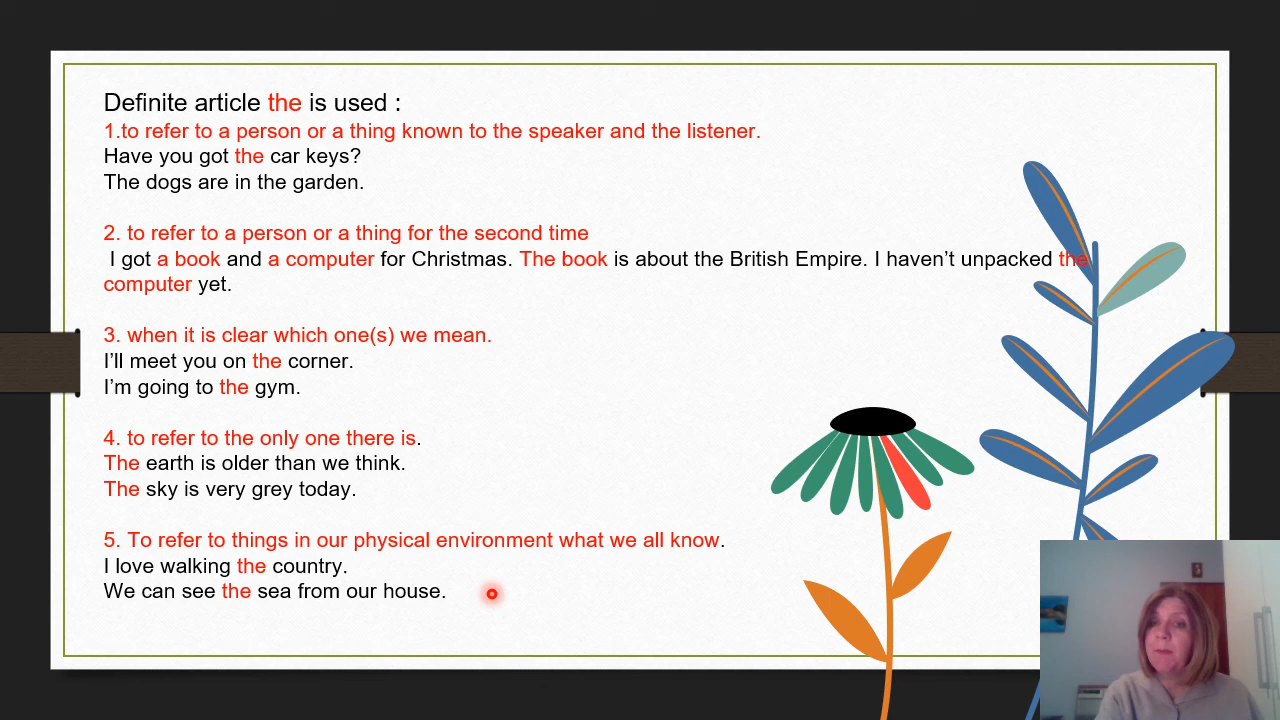 Definite article the is used :
1.to refer to a person or a thing known to the speaker and the listener.
Have you got the car keys?
The dogs are in the garden.
2. to refer to a person or a thing for the second time
I got a book and a computer for Christmas. The book is about the British Empire. I haven’t unpacked the
computer yet.
3. when it is clear which one(s) we mean.
I’ll meet you on the corner.
I’m going to the gym.
4. to refer to the only one there is.
The earth is older than we think.
The sky is very grey today.
5. To refer to things in our physical environment what we all know.
I love walking the country.
We can see the sea from our house.